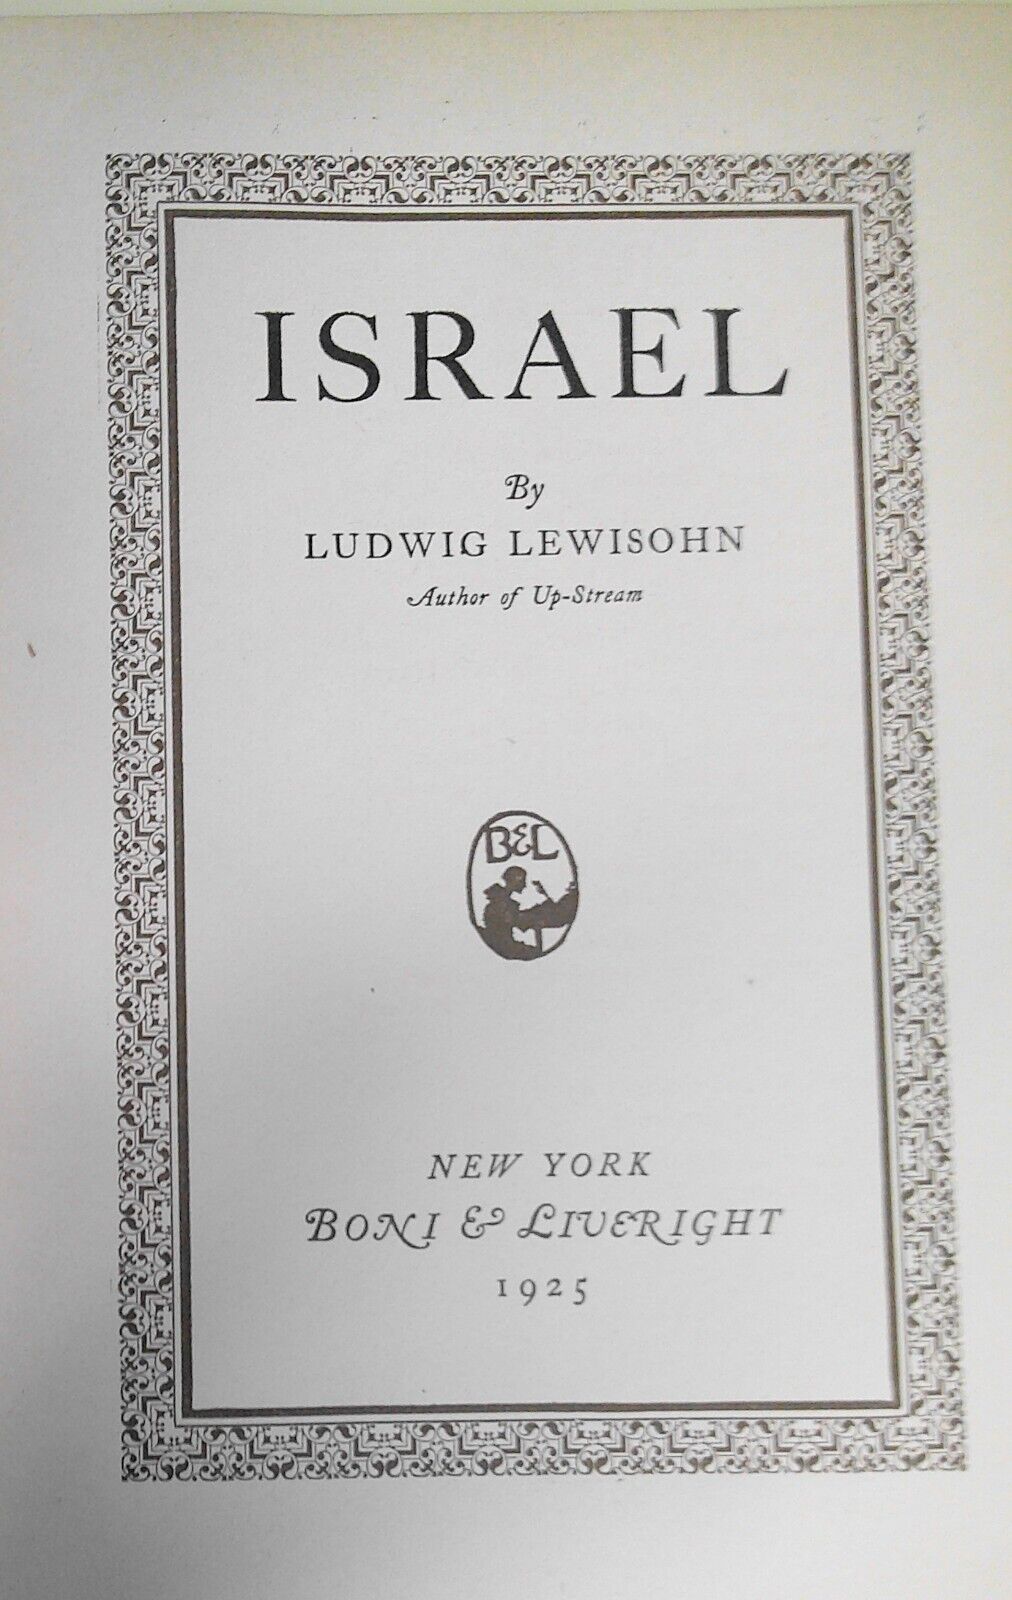 ISRAEL
By
LUDWIG LEWISOHN
Author of Up-Stream
B&L
NEW YORK
BONI & LIVERIGHT
1925